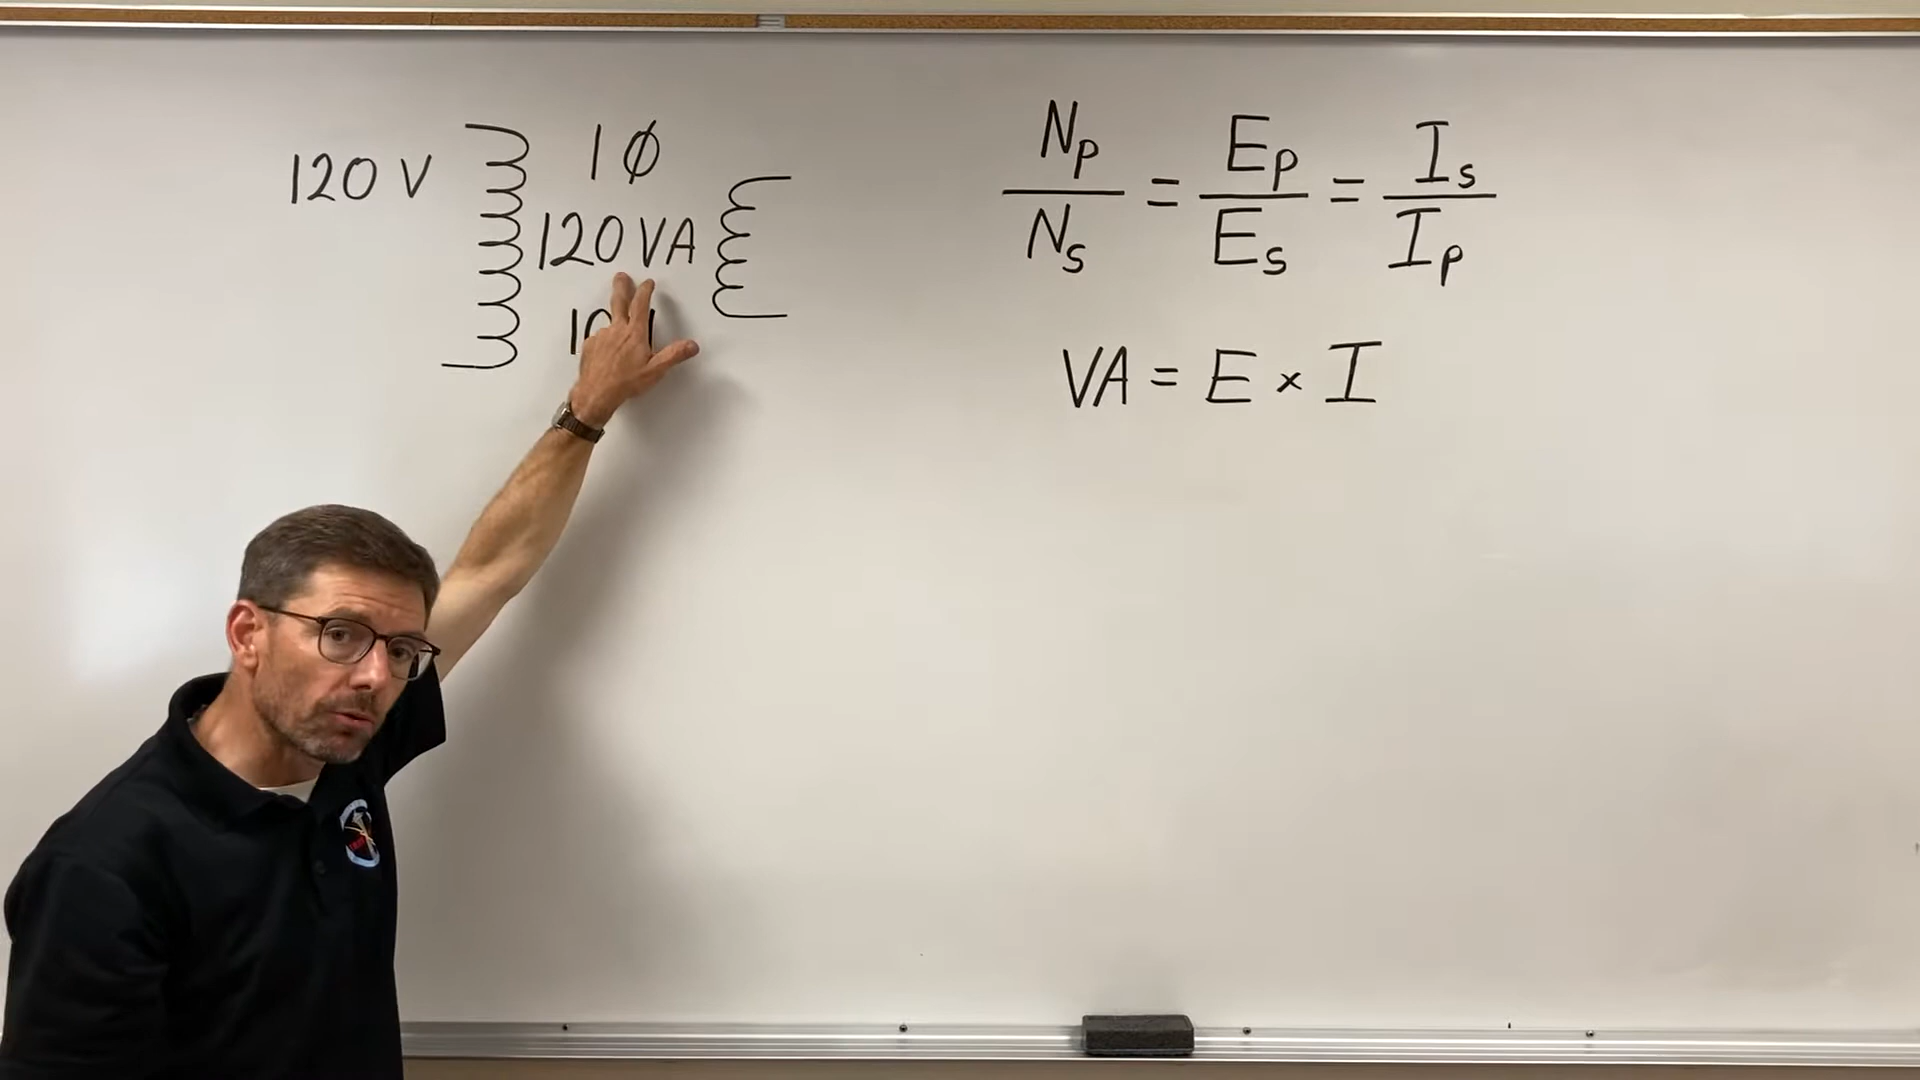 120 V
1 Ø
120 VA
Np / Ns = Ep / Es = Is / Ip
VA = E × I